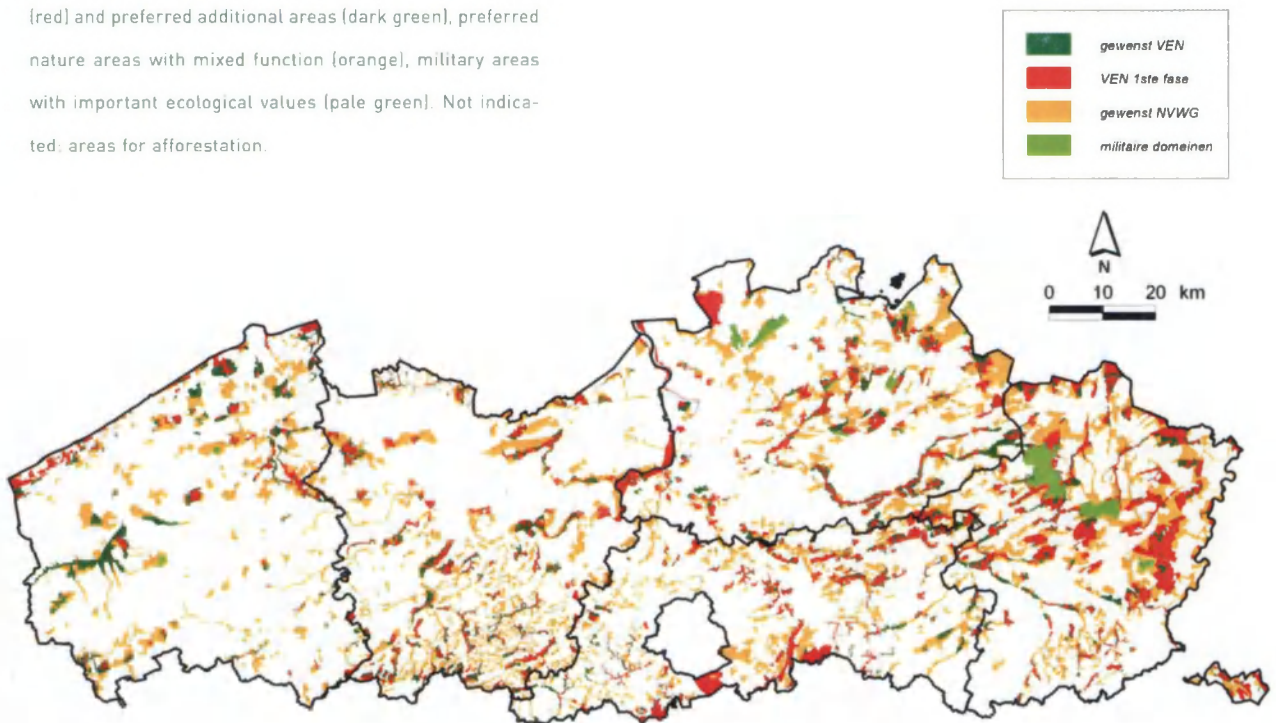 (red) and preferred additional areas (dark green), preferred
nature areas with mixed function (orange), military areas
with important ecological values (pale green). Not indica-
ted: areas for afforestation.
gewenst VEN
VEN 1ste fase
gewenst NVWG
militaire domeinen
N
0 10 20 km